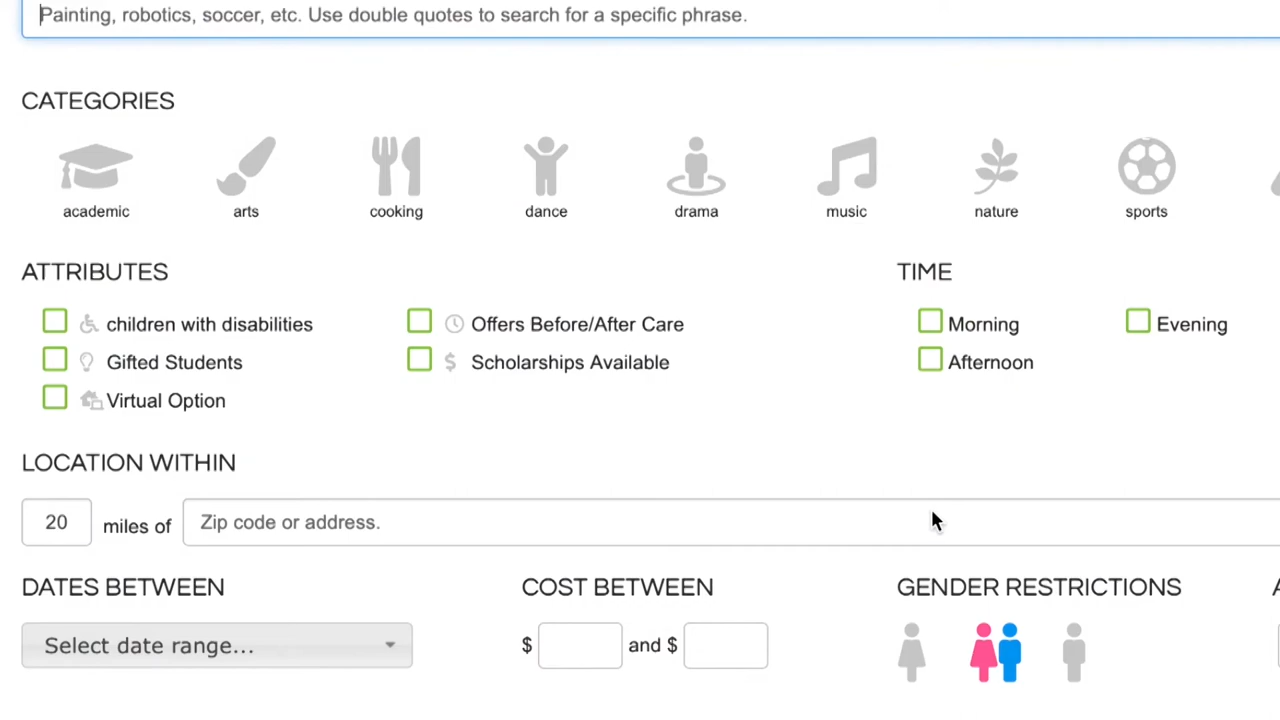 Painting, robotics, soccer, etc. Use double quotes to search for a specific phrase.
CATEGORIES
academic arts cooking dance drama music nature sports
ATTRIBUTES TIME
children with disabilities Offers Before/After Care Morning Evening
Gifted Students $ Scholarships Available Afternoon
Virtual Option
LOCATION WITHIN
20 miles of Zip code or address.
DATES BETWEEN COST BETWEEN GENDER RESTRICTIONS
Select date range... $ and $